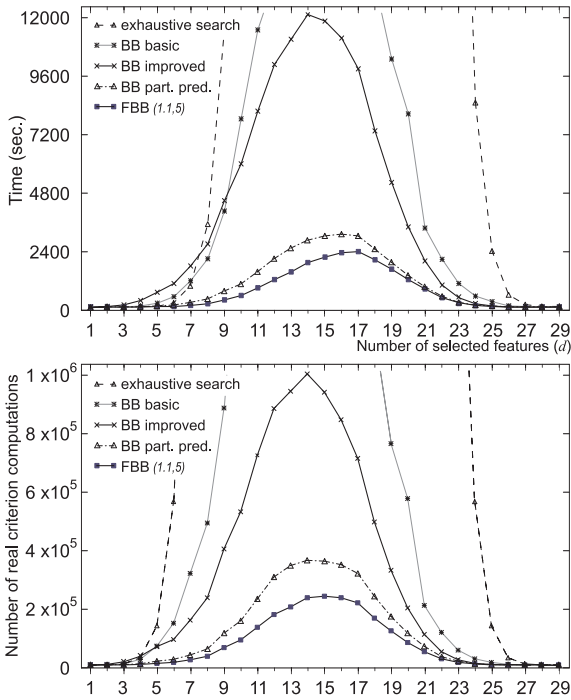 12000
9600
7200
4800
2400
0
Time (sec.)
exhaustive search
BB basic
BB improved
BB part. pred.
FBB (1.1,5)
1 3 5 7 9 11 13 15 17 19 21 23 25 27 29
Number of selected features (d)
1 x10^6
8 x10^5
6 x10^5
4 x10^5
2 x10^5
0
Number of real criterion computations
exhaustive search
BB basic
BB improved
BB part. pred.
FBB (1.1,5)
1 3 5 7 9 11 13 15 17 19 21 23 25 27 29